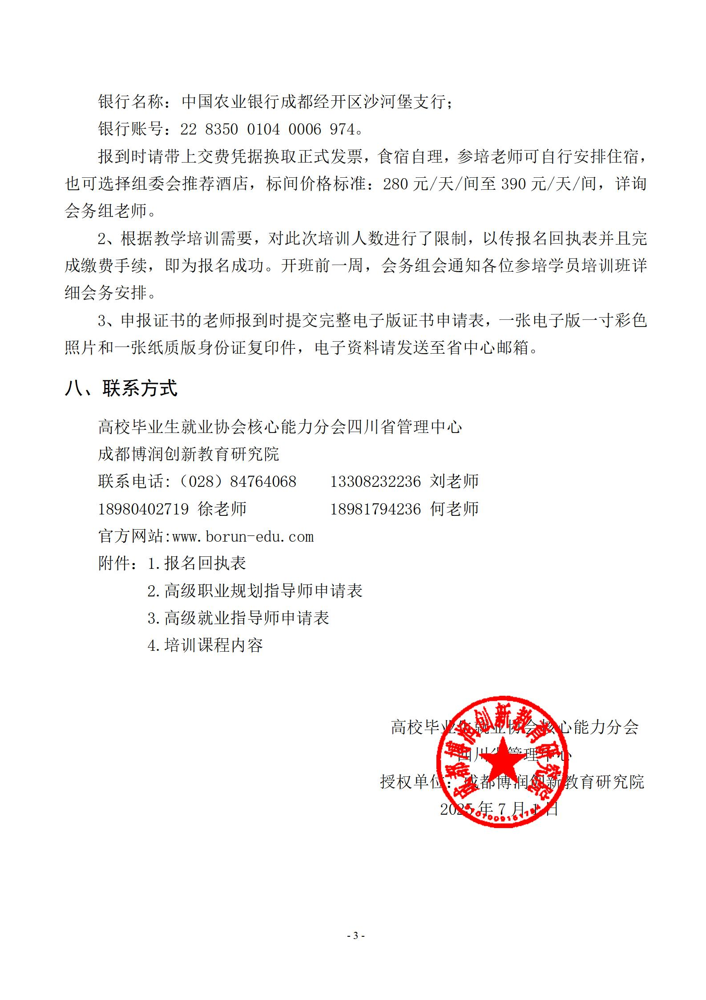 银行名称：中国农业银行成都经开区沙河堡支行；
银行账号：22 8350 0104 0006 974。
报到时请带上交费凭据换取正式发票，食宿自理，参培老师可自行安排住宿，
也可选择组委会推荐酒店，标间价格标准：280元/天/间至390元/天/间，详询
会务组老师。
2、根据教学培训需要，对此次培训人数进行了限制，以传报名回执表并且完
成缴费手续，即为报名成功。开班前一周，会务组会通知各位参培学员培训班详
细会务安排。
3、申报证书的老师报到时提交完整电子版证书申请表，一张电子版一寸彩色
照片和一张纸质版身份证复印件，电子资料请发送至省中心邮箱。
八、联系方式
高校毕业生就业协会核心能力分会四川省管理中心
成都博润创新教育研究院
联系电话:（028）84764068 13308232236 刘老师
18980402719 徐老师 18981794236 何老师
官方网站:www.borun-edu.com
附件：1.报名回执表
2.高级职业规划指导师申请表
3.高级就业指导师申请表
4.培训课程内容
高校毕业生就业协会核心能力分会
四川省管理中心
授权单位：成都博润创新教育研究院
2025年7月1日
成都博润创新教育研究院
- 3 -